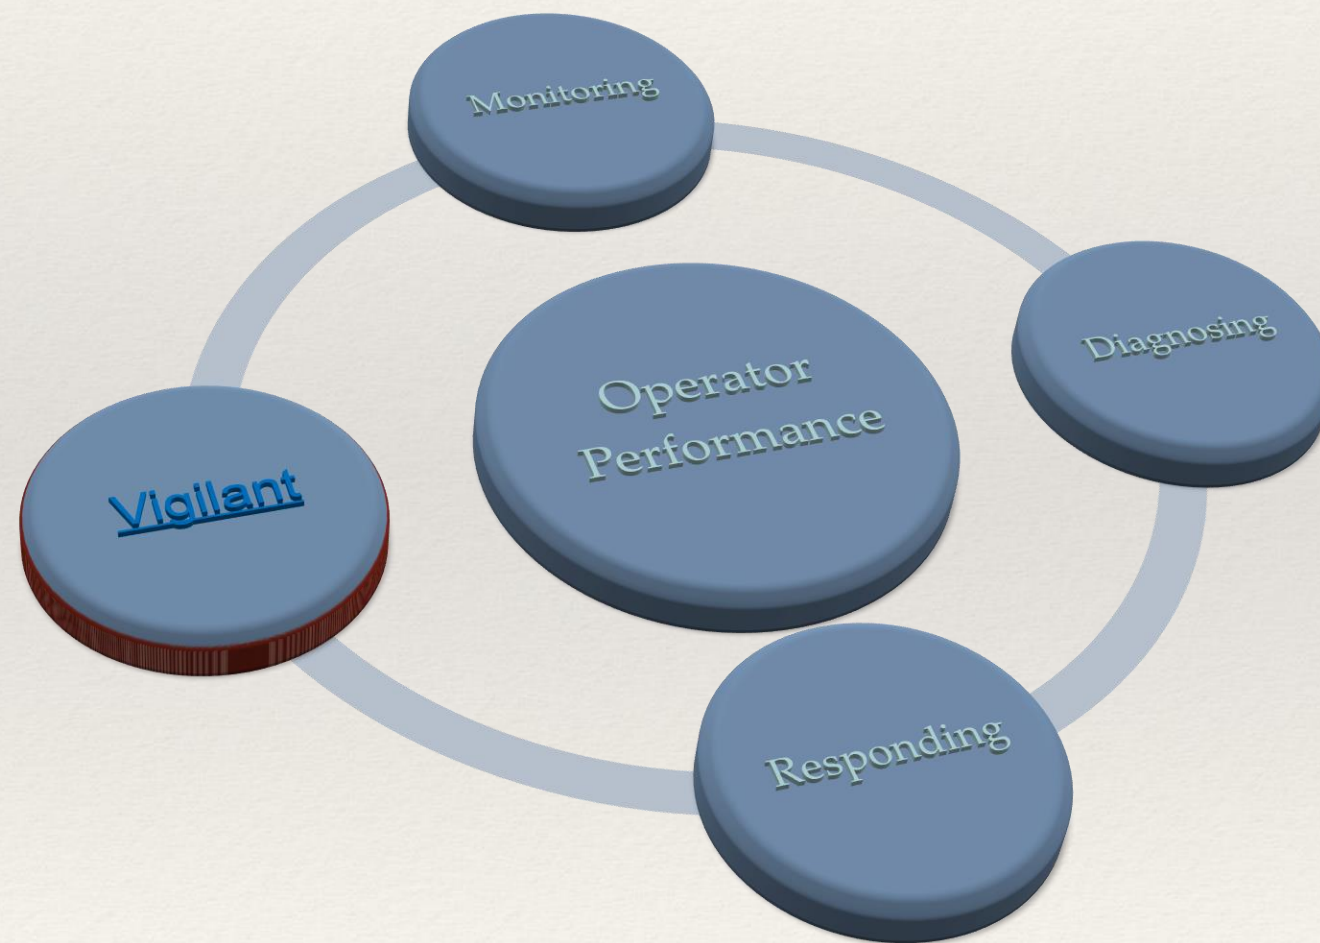 Monitoring
Diagnosing
Operator
Performance
Vigilant
Responding